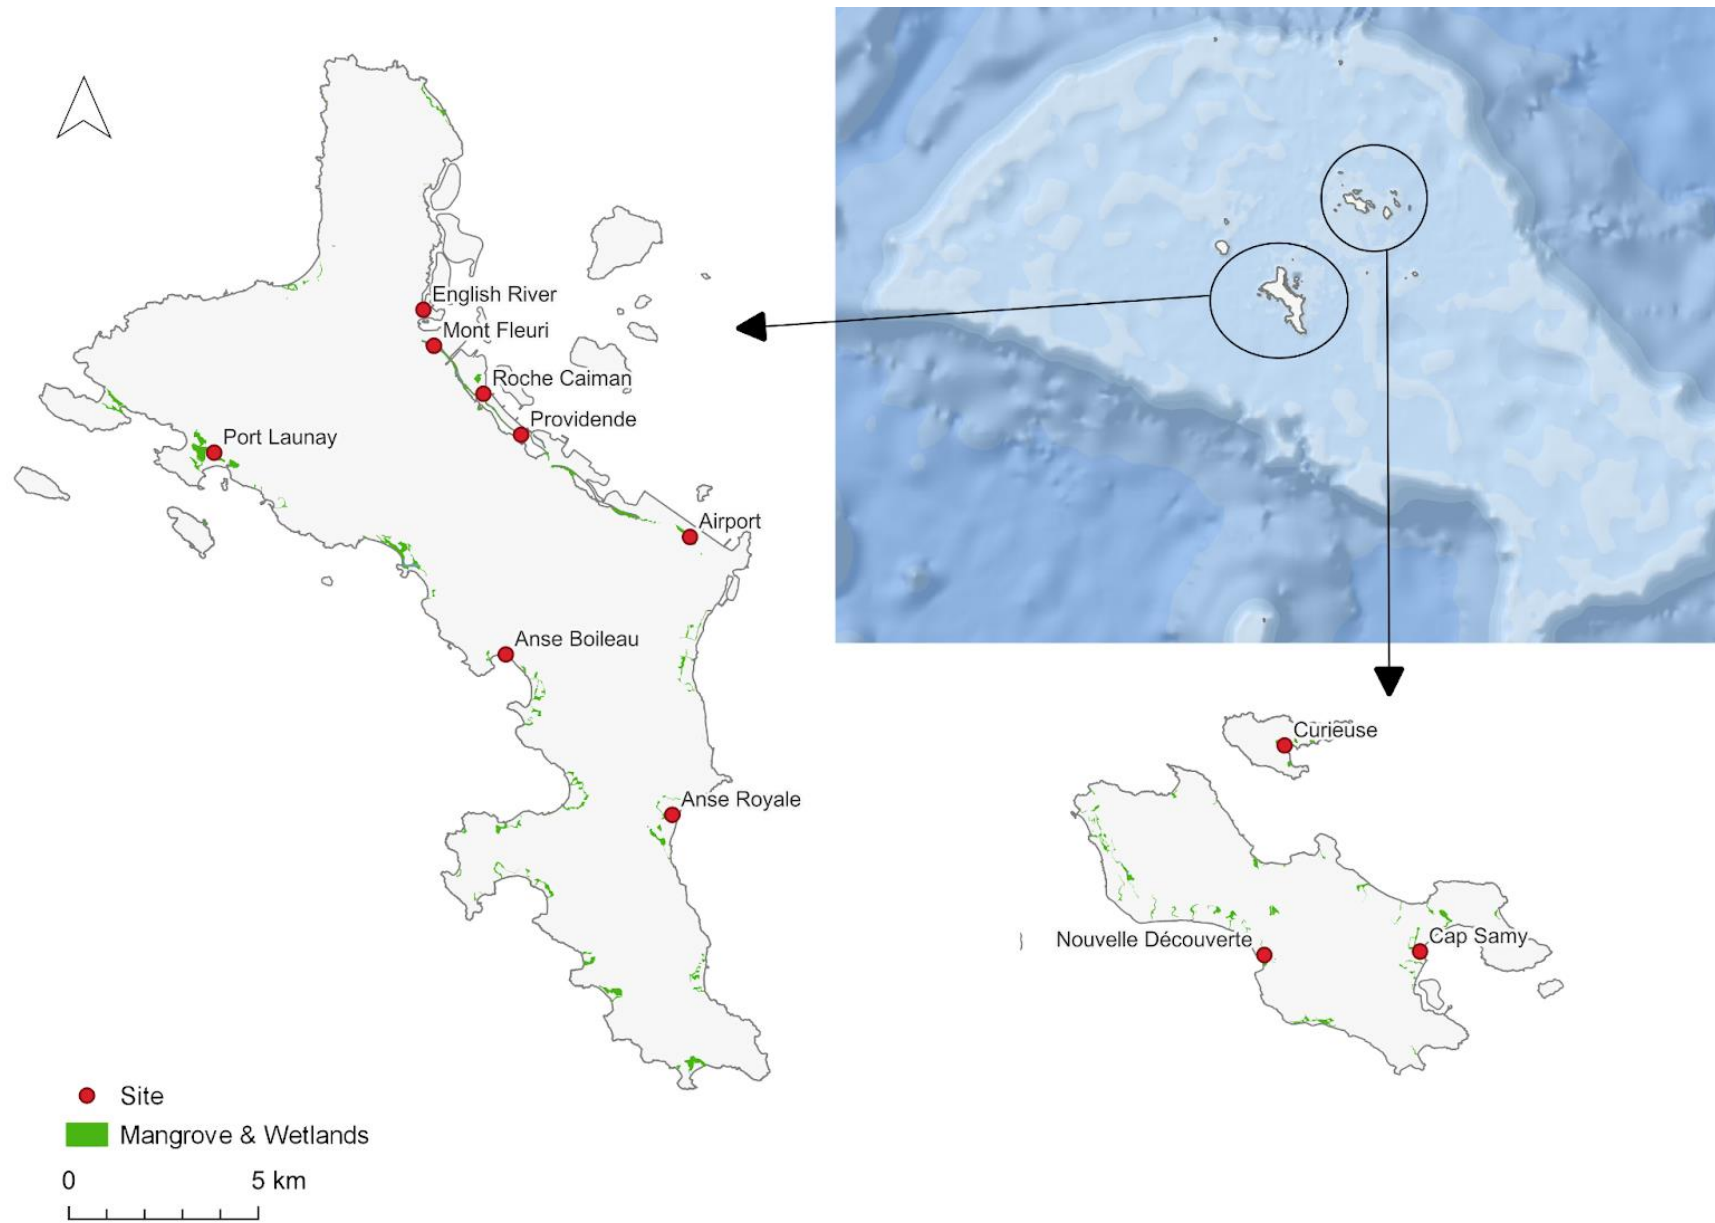 English River
Mont Fleuri
Roche Caiman
Providende
Port Launay
Airport
Anse Boileau
Anse Royale
Curieuse
Nouvelle Découverte
Cap Samy
Site
Mangrove & Wetlands
0 5 km